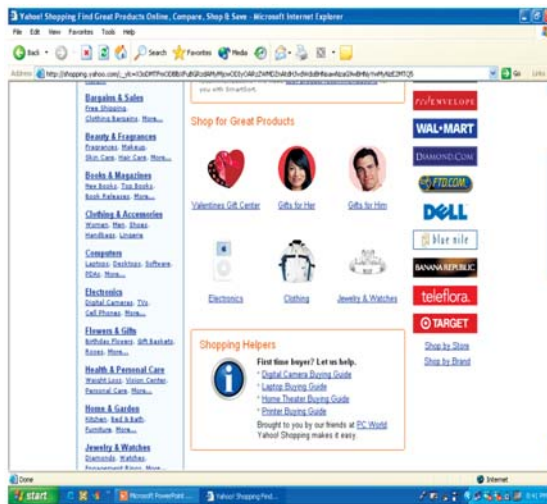 Yahoo! Shopping Find Great Products Online, Compare, Shop & Save - Microsoft Internet Explorer
File Edit View Favorites Tools Help
Back Search Favorites Media
Address
Go Links
you with SmartSort.
Bargains & Sales
Free Shipping,
Clothing Bargains, More...
Beauty & Fragrances
Fragrances, Makeup,
Skin Care, Hair Care, More...
Books & Magazines
New Books, Top Books,
Book Releases, More...
Clothing & Accessories
Women, Men, Shoes,
Handbags, Lingerie
Computers
Laptops, Desktops, Software,
PDAs, More...
Electronics
Digital Cameras, TVs,
Cell Phones, More...
Flowers & Gifts
Birthday Flowers, Gift Baskets,
Roses, More...
Health & Personal Care
Weight Loss, Vision Center,
Personal Care, More...
Home & Garden
Kitchen, Bed & Bath,
Furniture, More...
Jewelry & Watches
Diamonds, Watches,
Engagement Rings, More...
Shop for Great Products
Valentines Gift Center
Gifts for Her
Gifts for Him
Electronics
Clothing
Jewelry & Watches
Shopping Helpers
First time buyer? Let us help.
* Digital Camera Buying Guide
* Laptop Buying Guide
* Home Theater Buying Guide
* Printer Buying Guide
Brought to you by our friends at PC World
Yahoo! Shopping makes it easy.
RedENVELOPE
WAL*MART
DIAMOND.COM
FTD.COM
DELL
blue nile
BANANA REPUBLIC
teleflora.
TARGET
Shop by Store
Shop by Brand
Done
Internet
start
Microsoft PowerPoint ...
Yahoo! Shopping Find...